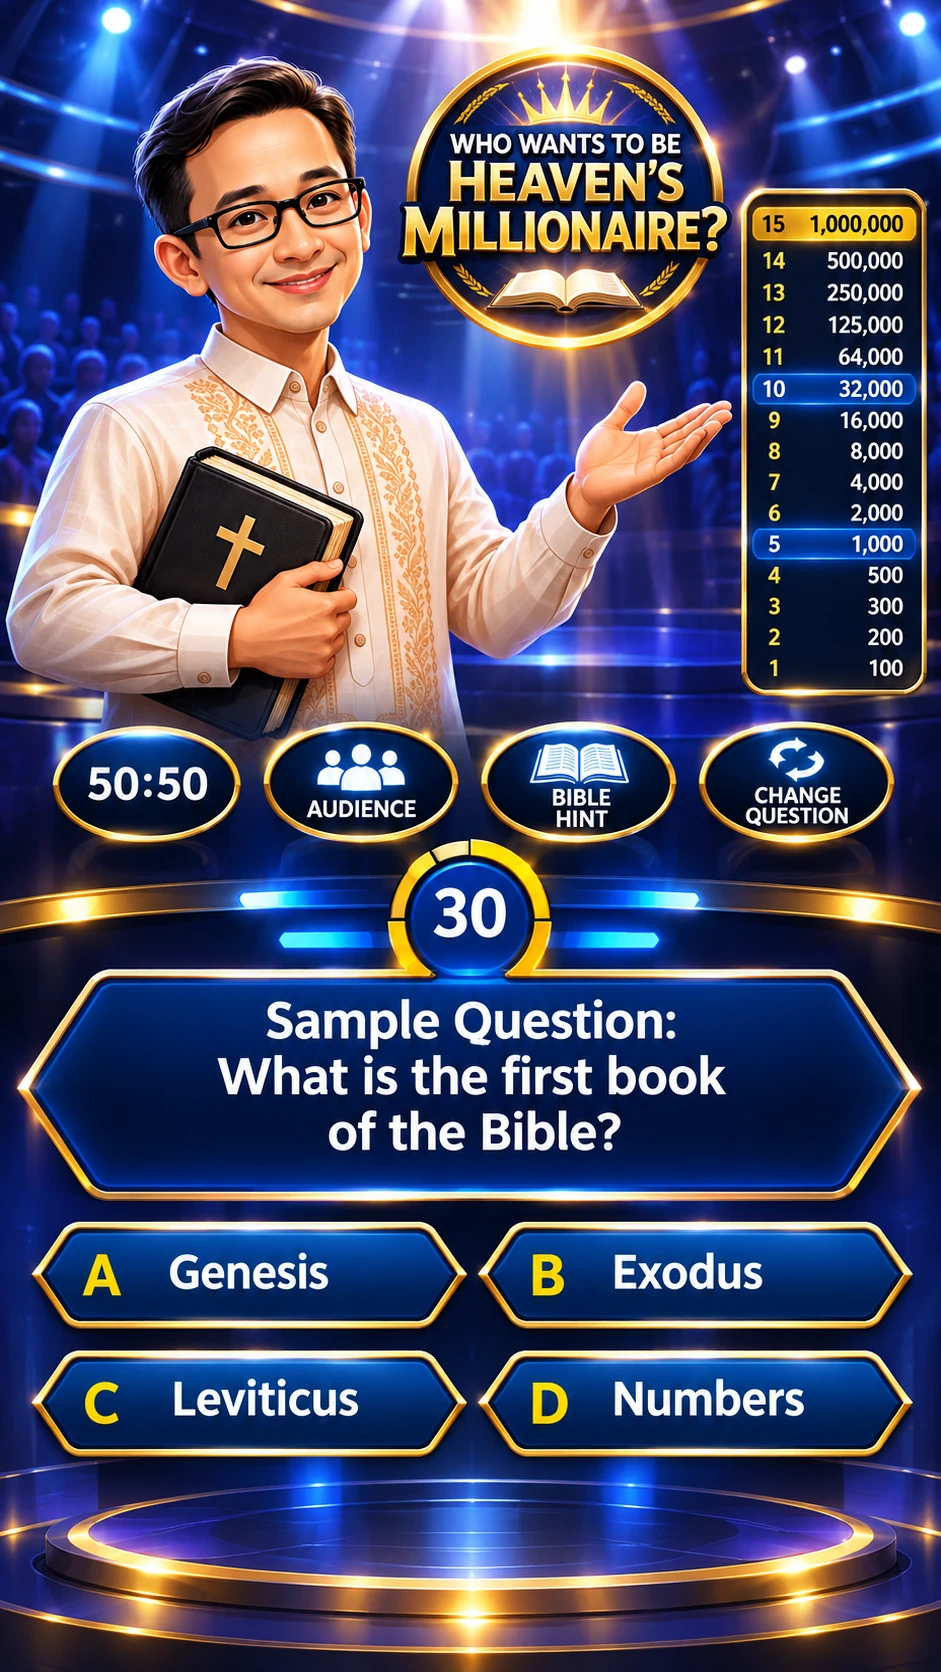 WHO WANTS TO BE
HEAVEN'S
MILLIONAIRE?
15 1,000,000
14 500,000
13 250,000
12 125,000
11 64,000
10 32,000
9 16,000
8 8,000
7 4,000
6 2,000
5 1,000
4 500
3 300
2 200
1 100
50:50
AUDIENCE
BIBLE
HINT
CHANGE
QUESTION
30
Sample Question:
What is the first book
of the Bible?
A Genesis
B Exodus
C Leviticus
D Numbers